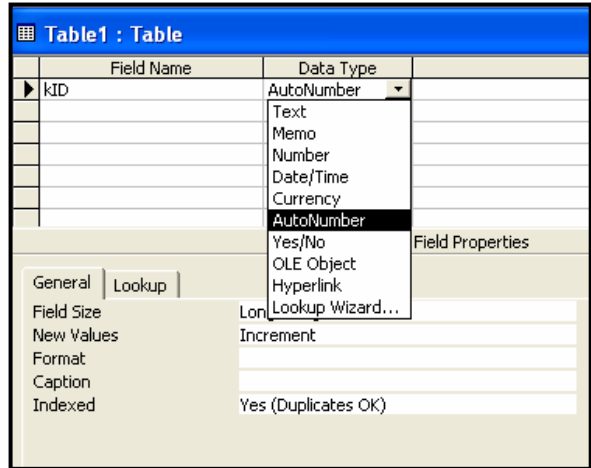 Table1 : Table
Field Name Data Type
kID AutoNumber
Text
Memo
Number
Date/Time
Currency
AutoNumber
Yes/No Field Properties
OLE Object
General Lookup Hyperlink
Lookup Wizard...
Field Size
New Values Increment
Format
Caption
Indexed Yes (Duplicates OK)